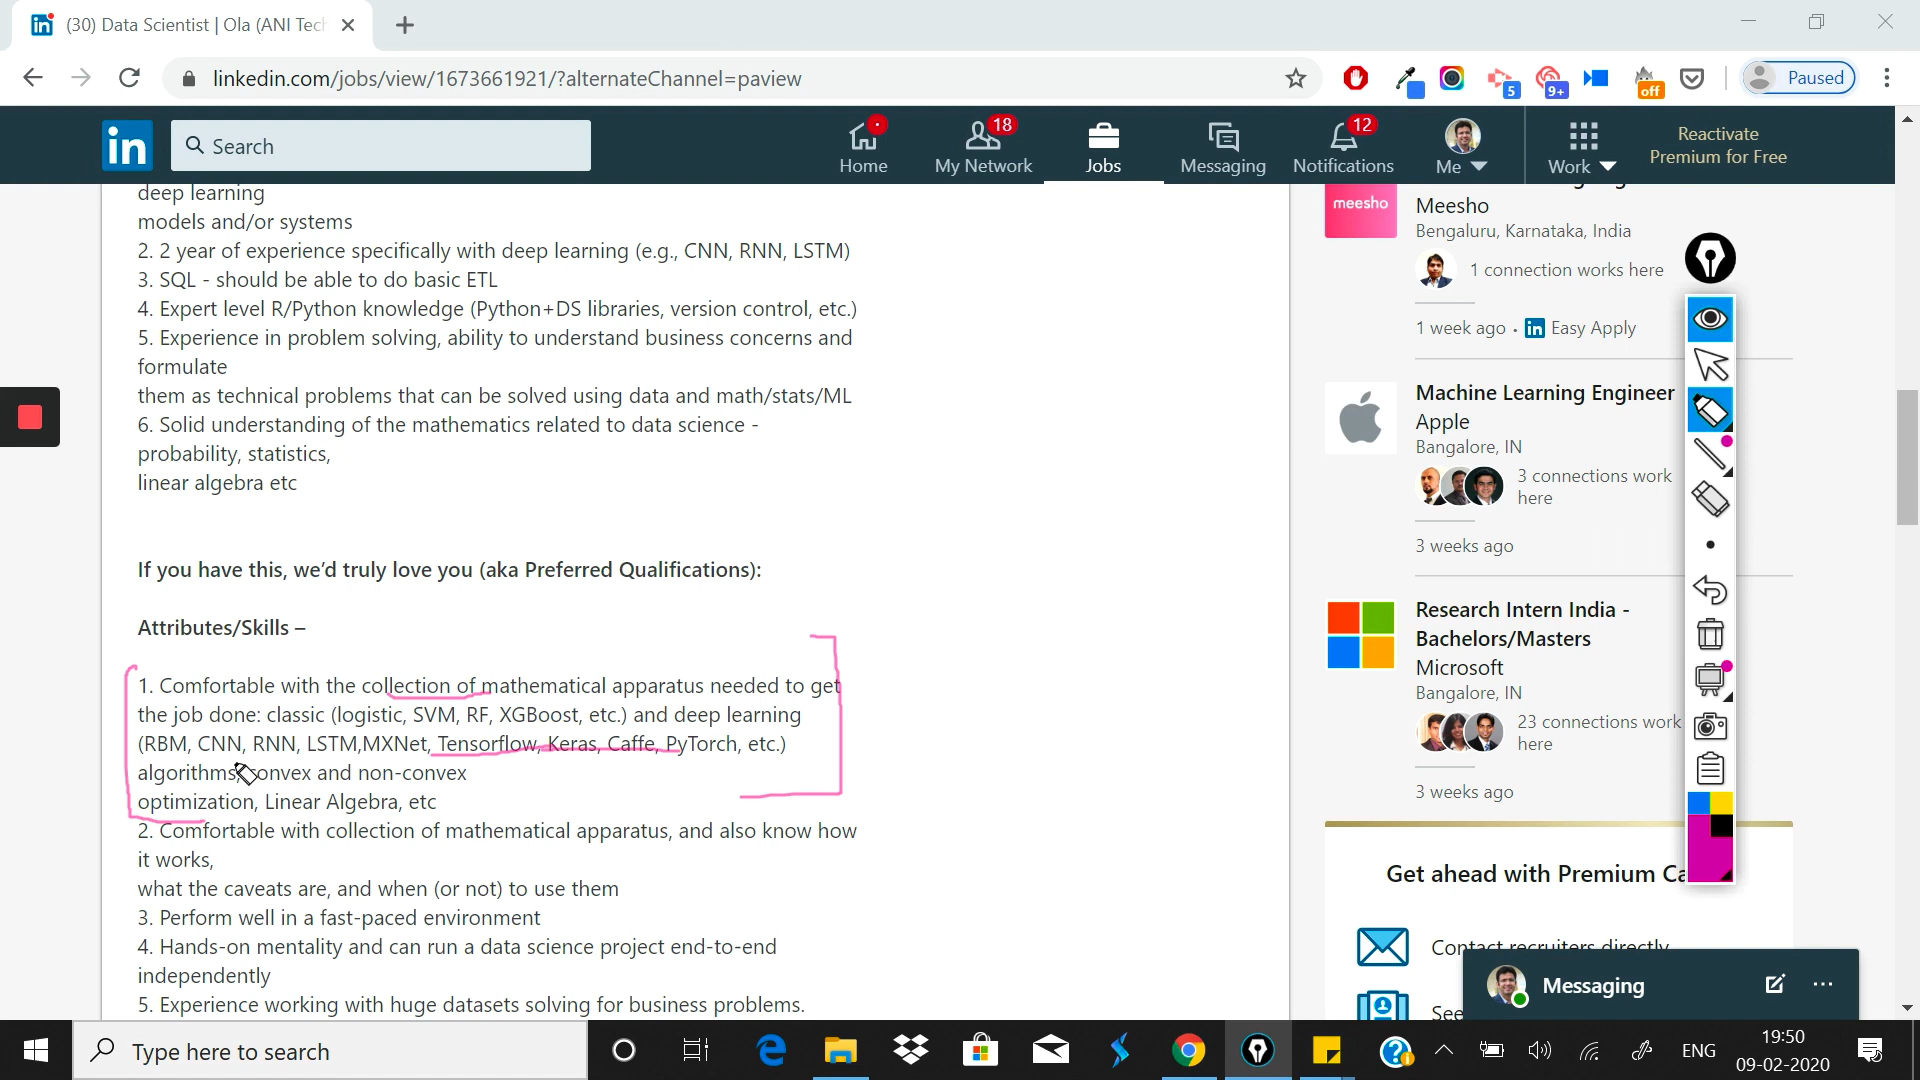 (30) Data Scientist | Ola (ANI Tech
linkedin.com/jobs/view/1673661921/?alternateChannel=paview
5
9+
off
Paused
in
Search
Home
18
My Network
Jobs
Messaging
12
Notifications
Me
Work
Reactivate
Premium for Free
deep learning
models and/or systems
2. 2 year of experience specifically with deep learning (e.g., CNN, RNN, LSTM)
3. SQL - should be able to do basic ETL
4. Expert level R/Python knowledge (Python+DS libraries, version control, etc.)
5. Experience in problem solving, ability to understand business concerns and
formulate
them as technical problems that can be solved using data and math/stats/ML
6. Solid understanding of the mathematics related to data science -
probability, statistics,
linear algebra etc
If you have this, we’d truly love you (aka Preferred Qualifications):
Attributes/Skills –
1. Comfortable with the collection of mathematical apparatus needed to get
the job done: classic (logistic, SVM, RF, XGBoost, etc.) and deep learning
(RBM, CNN, RNN, LSTM,MXNet, Tensorflow, Keras, Caffe, PyTorch, etc.)
algorithms, convex and non-convex
optimization, Linear Algebra, etc
2. Comfortable with collection of mathematical apparatus, and also know how
it works,
what the caveats are, and when (or not) to use them
3. Perform well in a fast-paced environment
4. Hands-on mentality and can run a data science project end-to-end
independently
5. Experience working with huge datasets solving for business problems.
meesho
Meesho
Bengaluru, Karnataka, India
1 connection works here
1 week ago · in Easy Apply
Machine Learning Engineer
Apple
Bangalore, IN
3 connections work
here
3 weeks ago
Research Intern India -
Bachelors/Masters
Microsoft
Bangalore, IN
23 connections work
here
3 weeks ago
Get ahead with Premium Ca
Contact recruiters directly
See
Messaging
Type here to search
ENG
19:50
09-02-2020